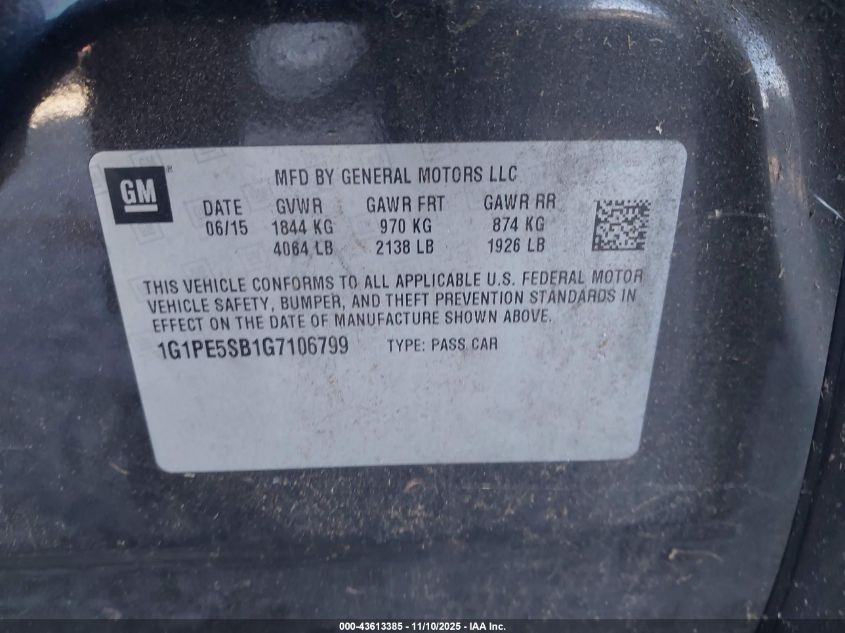 GM
MFD BY GENERAL MOTORS LLC
DATE GVWR GAWR FRT GAWR RR
06/15 1844 KG 970 KG 874 KG
4064 LB 2138 LB 1926 LB
THIS VEHICLE CONFORMS TO ALL APPLICABLE U.S. FEDERAL MOTOR
VEHICLE SAFETY, BUMPER, AND THEFT PREVENTION STANDARDS IN
EFFECT ON THE DATE OF MANUFACTURE SHOWN ABOVE.
1G1PE5SB1G7106799 TYPE: PASS CAR
000-43613385 — 11/10/2025 — IAA Inc.